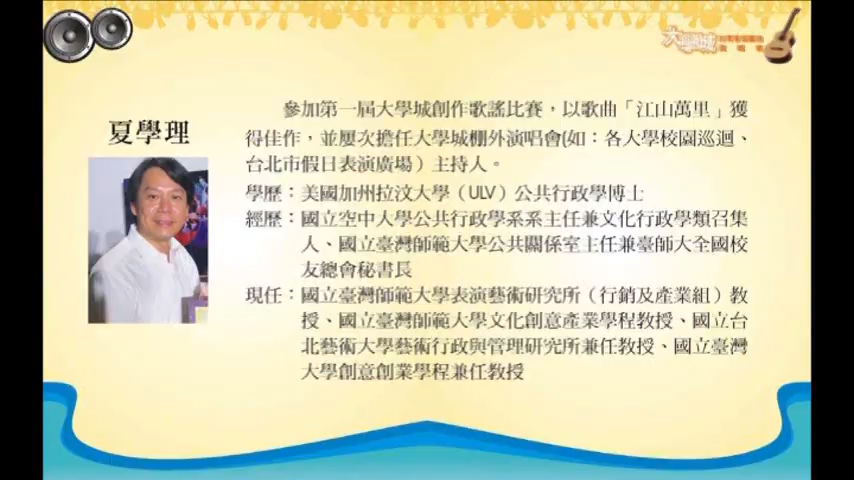 大學城
夏學理
參加第一屆大學城創作歌謠比賽，以歌曲「江山萬里」獲
得佳作，並屢次擔任大學城棚外演唱會(如：各大學校園巡迴、
台北市假日表演廣場）主持人。
學歷：美國加州拉汶大學（ULV）公共行政學博士
經歷：國立空中大學公共行政學系系主任兼文化行政學類召集
人、國立臺灣師範大學公共關係室主任兼臺師大全國校
友總會秘書長
現任：國立臺灣師範大學表演藝術研究所（行銷及產業組）教
授、國立臺灣師範大學文化創意產業學程教授、國立台
北藝術大學藝術行政與管理研究所兼任教授、國立臺灣
大學創意創業學程兼任教授